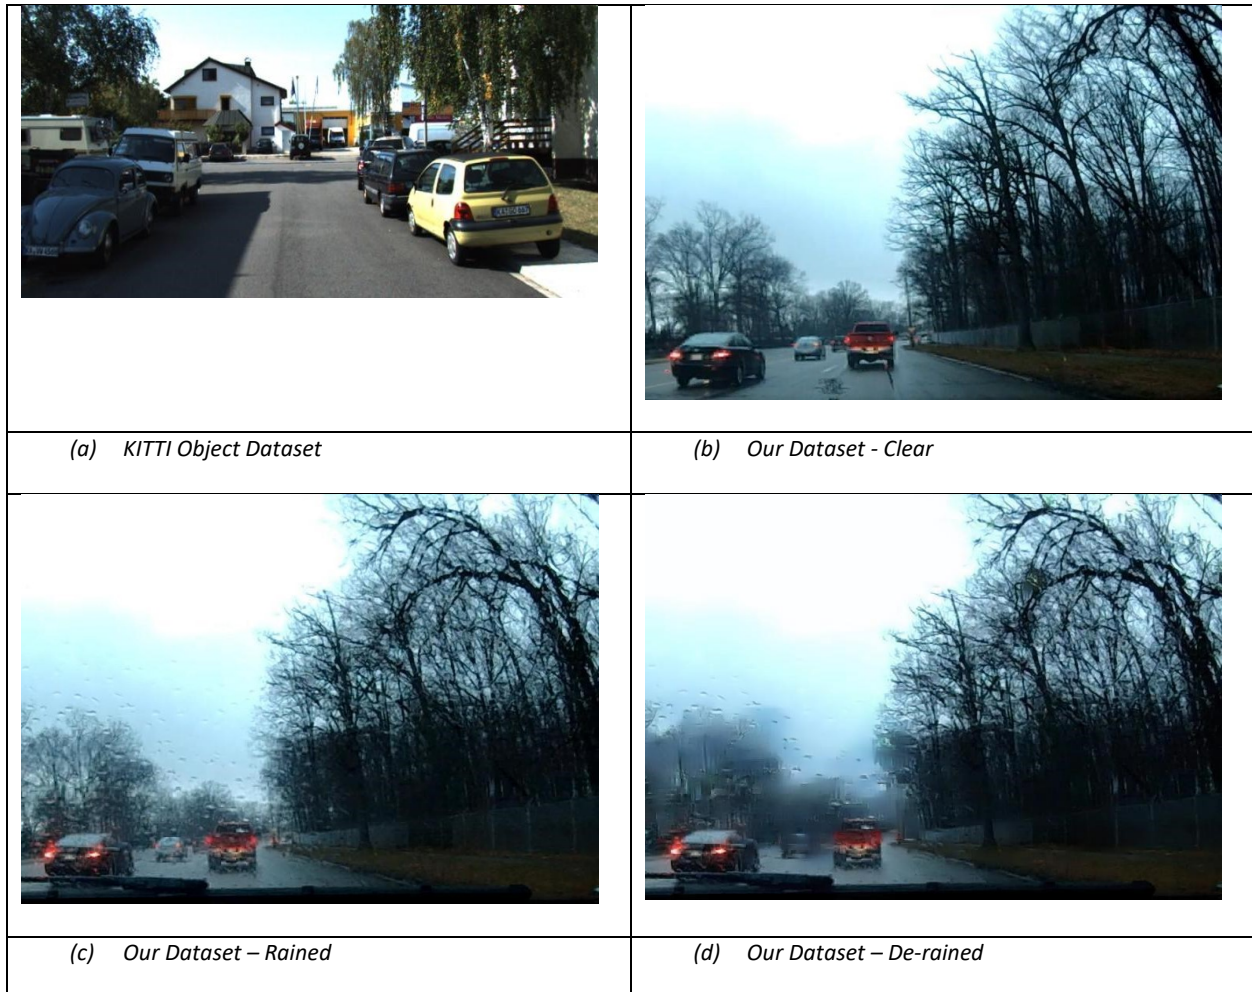 (a) KITTI Object Dataset
(b) Our Dataset - Clear
(c) Our Dataset – Rained
(d) Our Dataset – De-rained